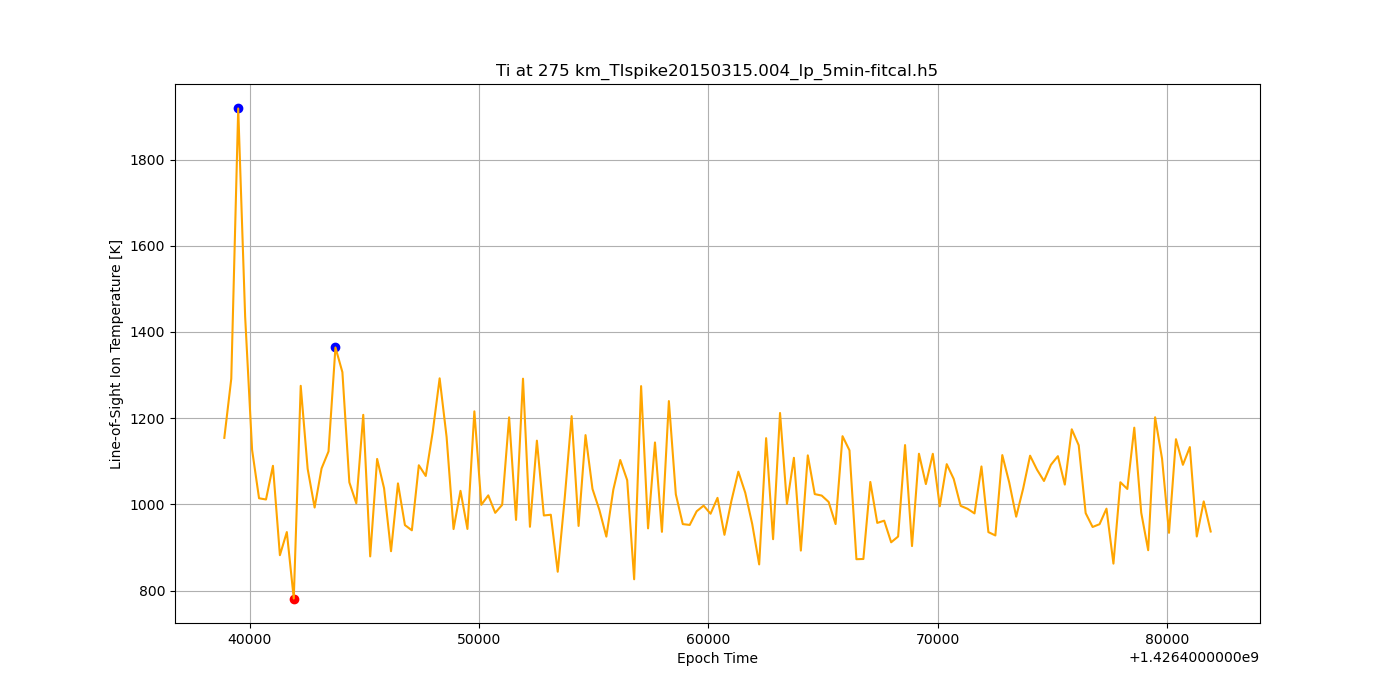 Ti at 275 km_TIspike20150315.004_lp_5min-fitcal.h5
Line-of-Sight Ion Temperature [K]
1800
1600
1400
1200
1000
800
40000 50000 60000 70000 80000
Epoch Time
+1.4264000000e9